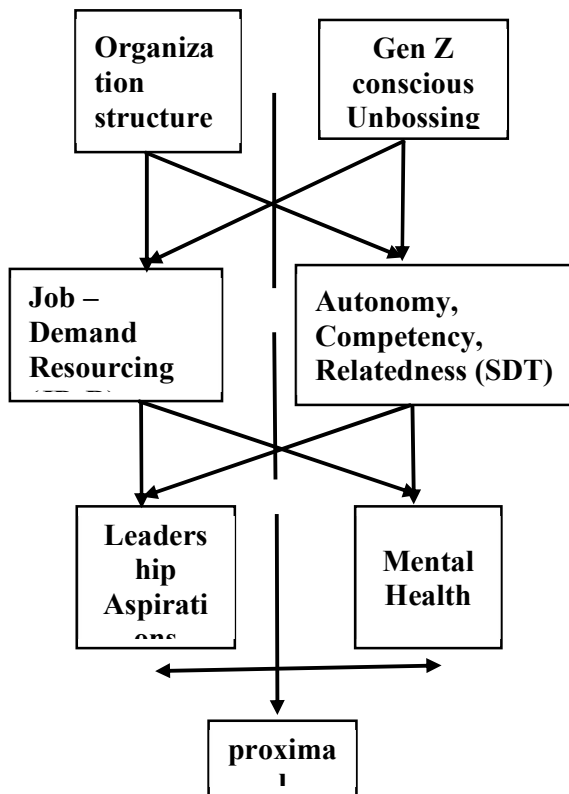 Organiza
tion
structure
Gen Z
conscious
Unbossing
Job –
Demand
Resourcing
Autonomy,
Competency,
Relatedness (SDT)
Leaders
hip
Aspirati
ons
Mental
Health
proxima
l